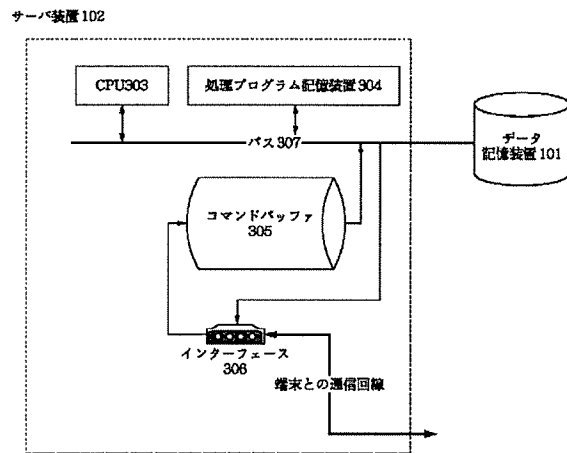 サーバ装置102
CPU303
処理プログラム記憶装置304
バス307
データ
記憶装置101
コマンドバッファ
305
インターフェース
306
端末との通信回線